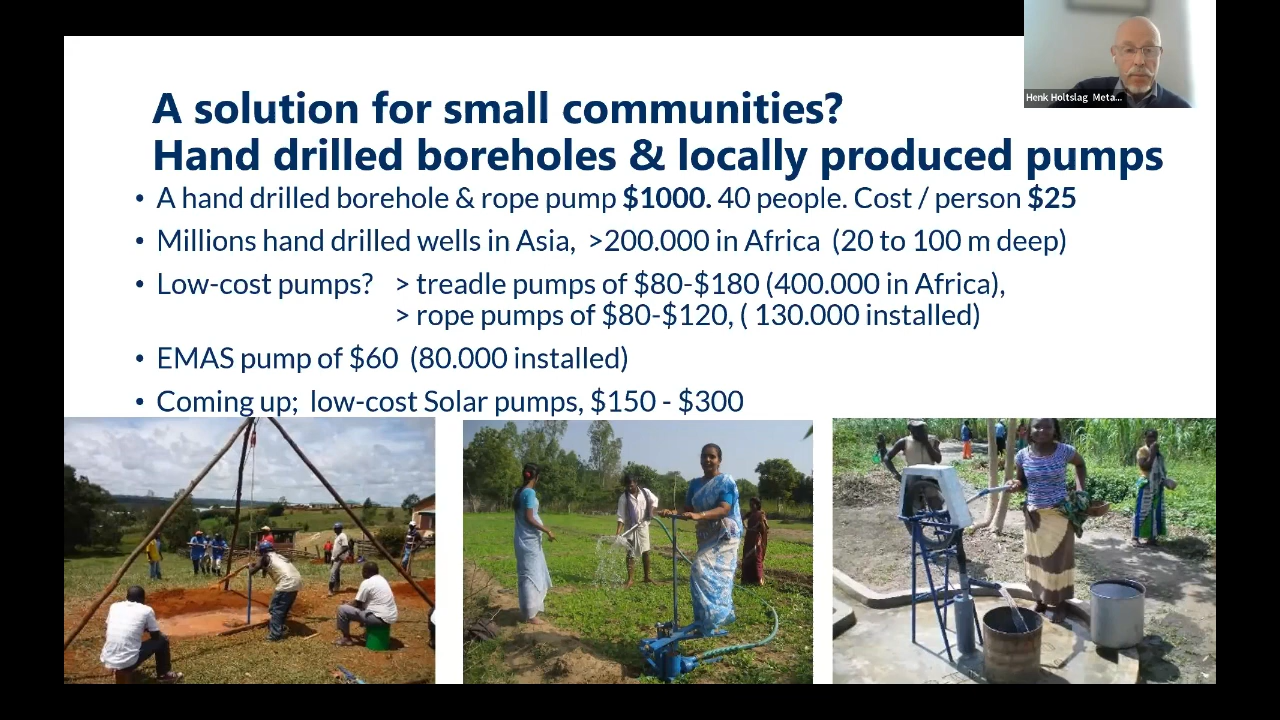 Henk Holtslag Meta...
A solution for small communities?
Hand drilled boreholes & locally produced pumps
• A hand drilled borehole & rope pump $1000. 40 people. Cost / person $25
• Millions hand drilled wells in Asia, >200.000 in Africa (20 to 100 m deep)
• Low-cost pumps? > treadle pumps of $80-$180 (400.000 in Africa),
> rope pumps of $80-$120, ( 130.000 installed)
• EMAS pump of $60 (80.000 installed)
• Coming up; low-cost Solar pumps, $150 - $300